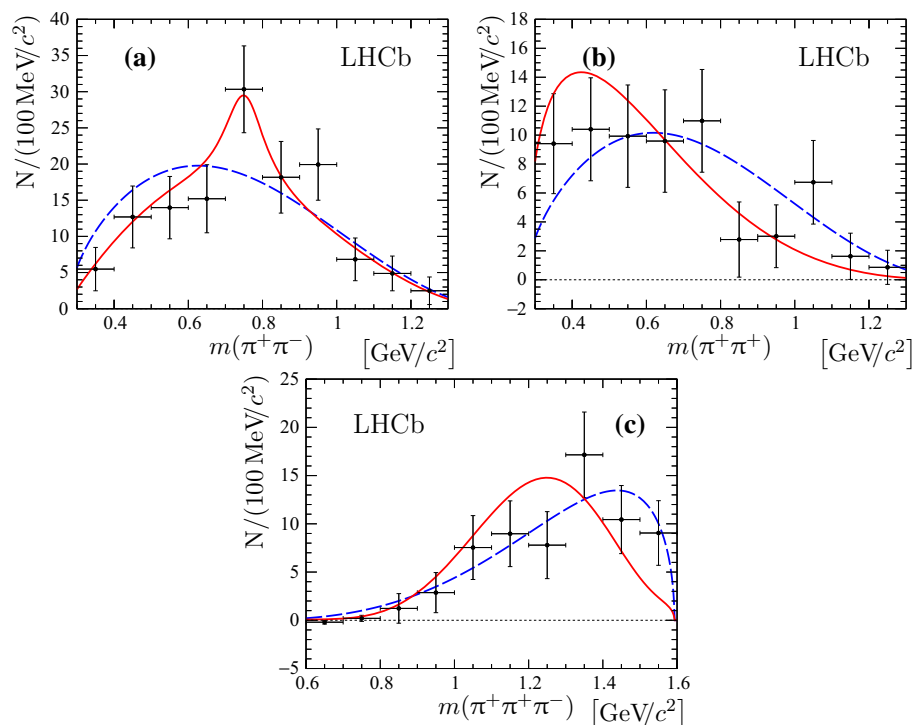 N/(100 MeV/c²)
40
35
30
25
20
15
10
5
0
(a)
LHCb
0.4 0.6 0.8 1 1.2
m(π⁺π⁻) [GeV/c²]
N/(100 MeV/c²)
18
16
14
12
10
8
6
4
2
0
−2
(b)
LHCb
0.4 0.6 0.8 1 1.2
m(π⁺π⁺) [GeV/c²]
N/(100 MeV/c²)
25
20
15
10
5
0
−5
LHCb
(c)
0.6 0.8 1 1.2 1.4 1.6
m(π⁺π⁺π⁻) [GeV/c²]